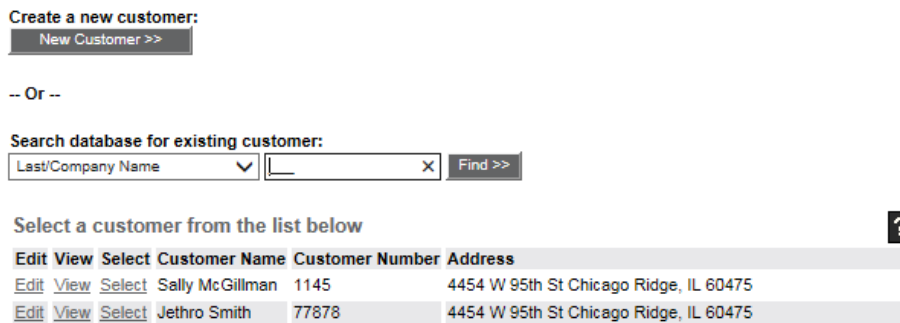 Create a new customer:
New Customer >>
-- Or --
Search database for existing customer:
Last/Company Name ___ × Find >>
Select a customer from the list below ?
Edit View Select Customer Name Customer Number Address
Edit View Select Sally McGillman 1145 4454 W 95th St Chicago Ridge, IL 60475
Edit View Select Jethro Smith 77878 4454 W 95th St Chicago Ridge, IL 60475